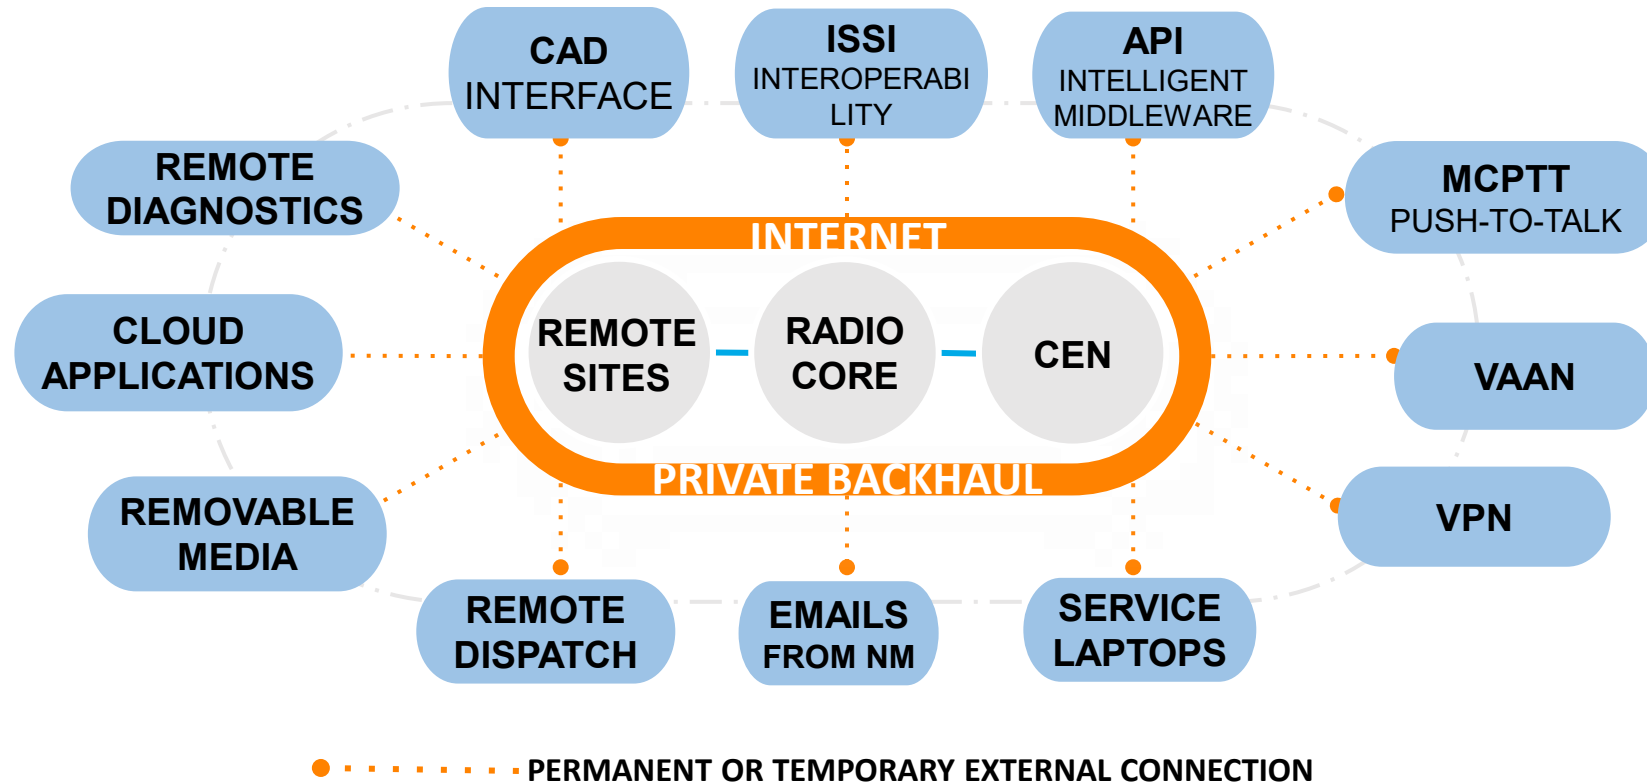 CAD
INTERFACE
ISSI
INTEROPERABI
LITY
API
INTELLIGENT
MIDDLEWARE
REMOTE
DIAGNOSTICS
MCPTT
PUSH-TO-TALK
INTERNET
CLOUD
APPLICATIONS
REMOTE
SITES
RADIO
CORE
CEN
VAAN
PRIVATE BACKHAUL
REMOVABLE
MEDIA
VPN
REMOTE
DISPATCH
EMAILS
FROM NM
SERVICE
LAPTOPS
PERMANENT OR TEMPORARY EXTERNAL CONNECTION